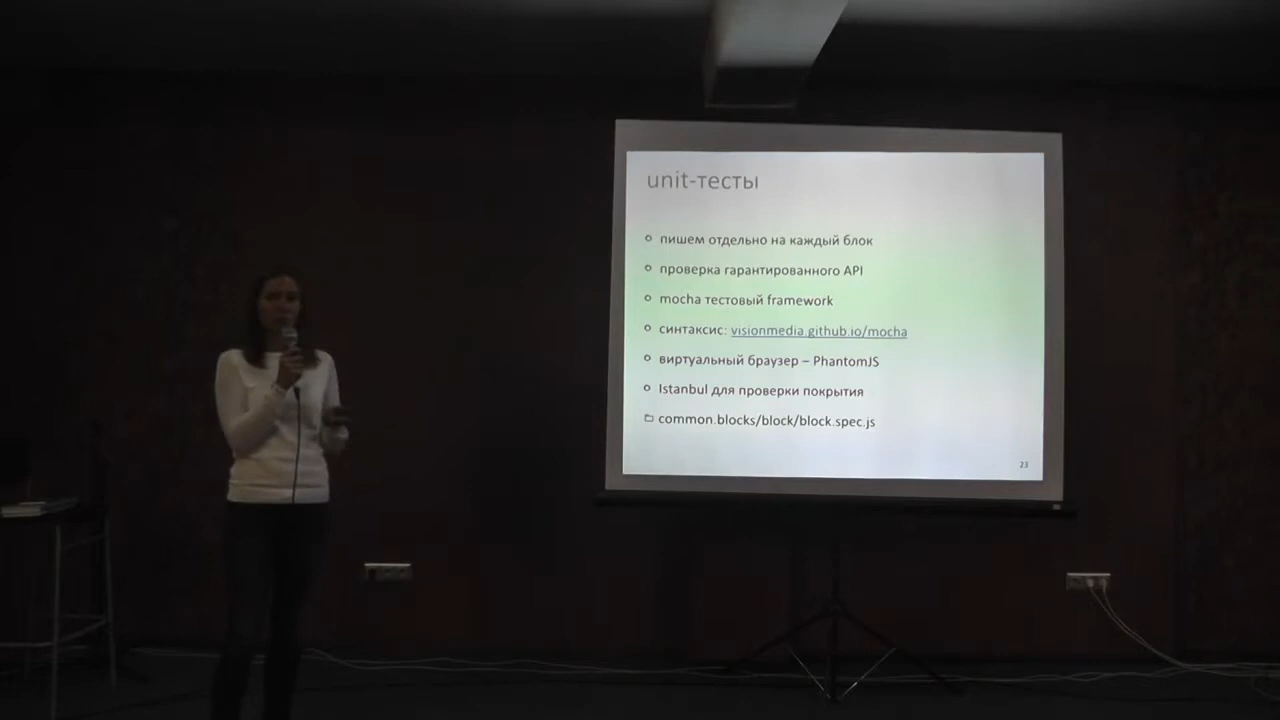 unit-тесты
пишем отдельно на каждый блок
проверка гарантированного API
mocha тестовый framework
синтаксис: visionmedia.github.io/mocha
виртуальный браузер – PhantomJS
Istanbul для проверки покрытия
common.blocks/block/block.spec.js
23